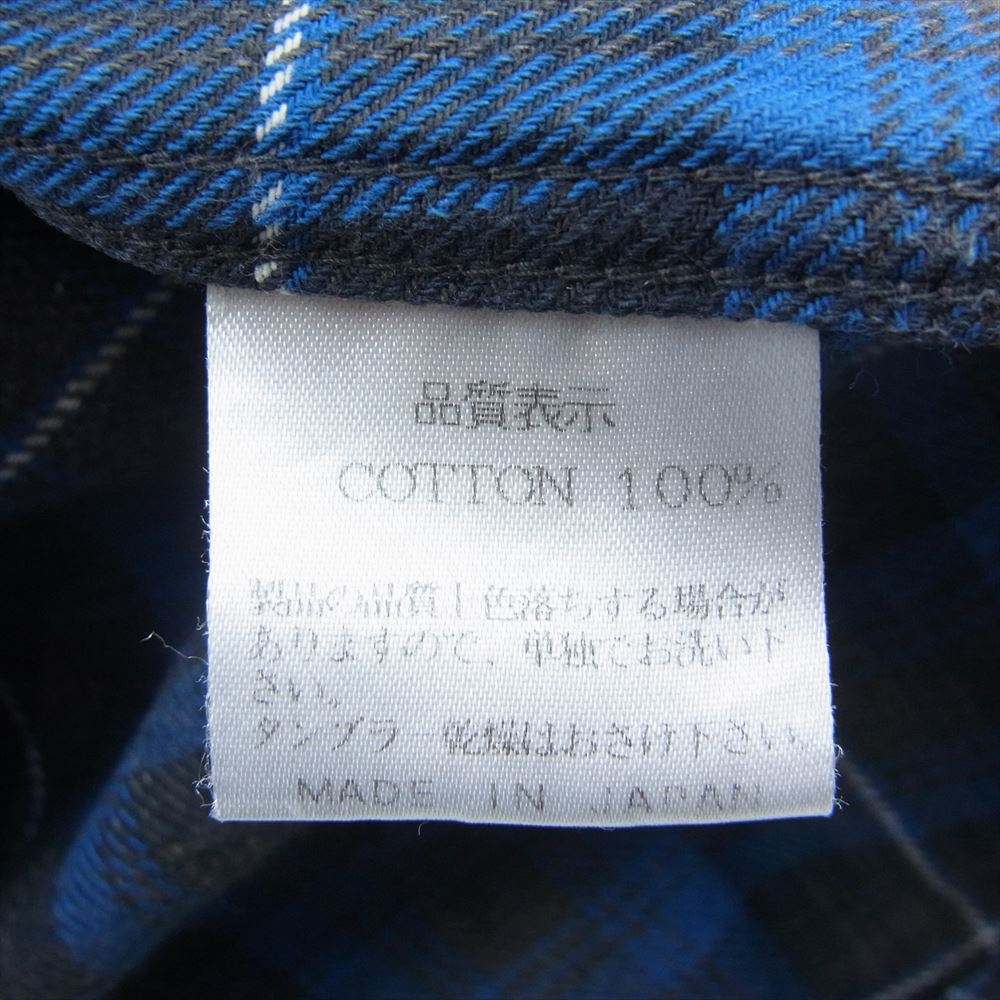 品質表示
COTTON 100%
製品の品質上色落ちする場合が
ありますので、単独でお洗い下
さい。
タンブラー乾燥はおさけ下さい。
MADE IN JAPAN